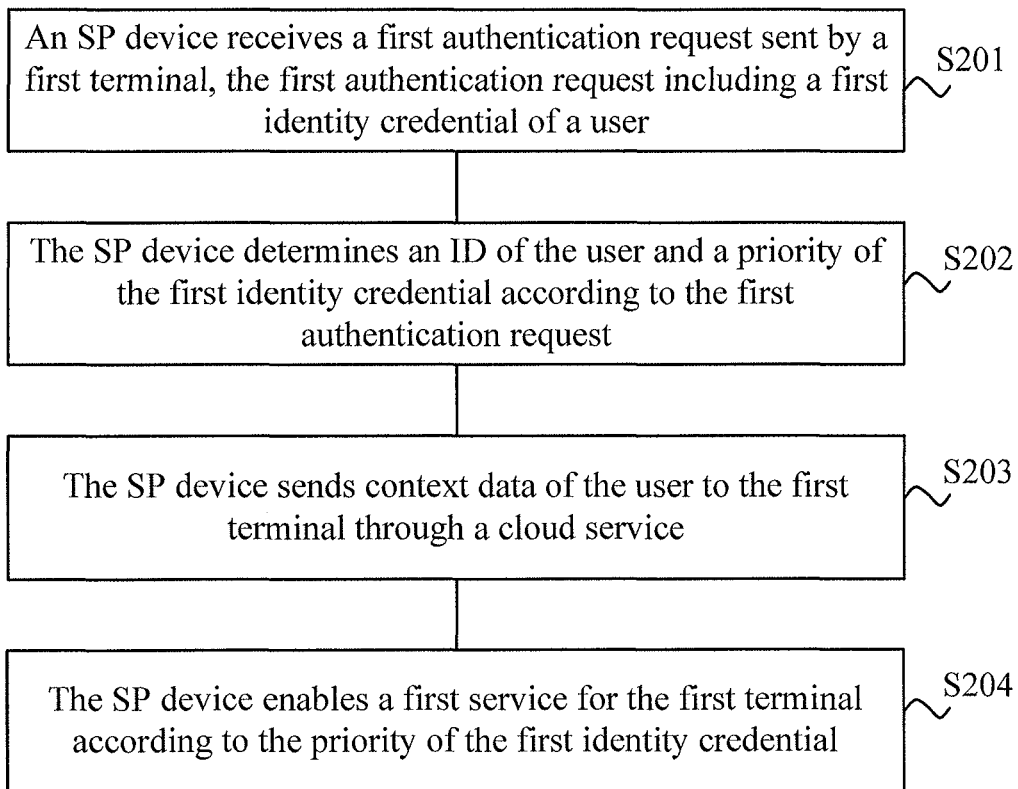 An SP device receives a first authentication request sent by a
first terminal, the first authentication request including a first
identity credential of a user
S201
The SP device determines an ID of the user and a priority of
the first identity credential according to the first
authentication request
S202
The SP device sends context data of the user to the first
terminal through a cloud service
S203
The SP device enables a first service for the first terminal
according to the priority of the first identity credential
S204